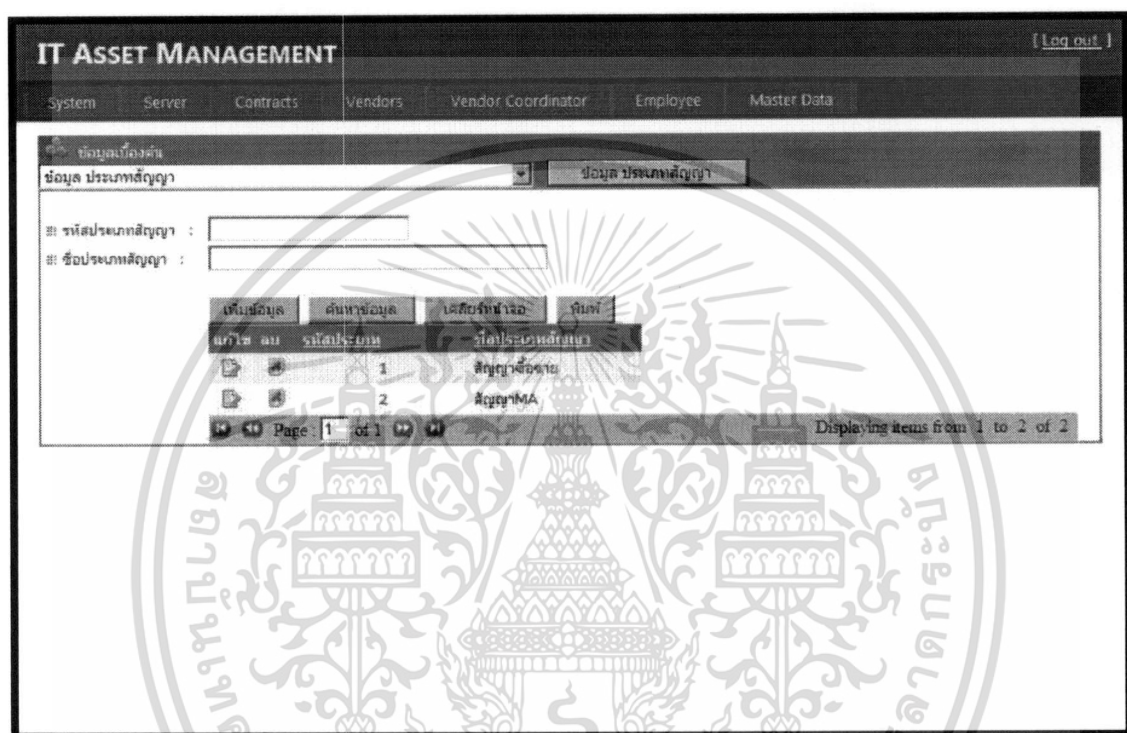 IT ASSET MANAGEMENT
[ Log out ]
System Server Contracts Vendors Vendor Coordinator Employee Master Data
ข้อมูลเบื้องต้น
ข้อมูล ประเภทสัญญา ข้อมูล ประเภทสัญญา
รหัสประเภทสัญญา :
ชื่อประเภทสัญญา :
เพิ่มข้อมูล ค้นหาข้อมูล เคลียร์หน้าจอ พิมพ์
แก้ไข ลบ รหัสประเภท ชื่อประเภทสัญญา
1 สัญญาซื้อขาย
2 สัญญาMA
Page : 1 of 1 Displaying items from 1 to 2 of 2